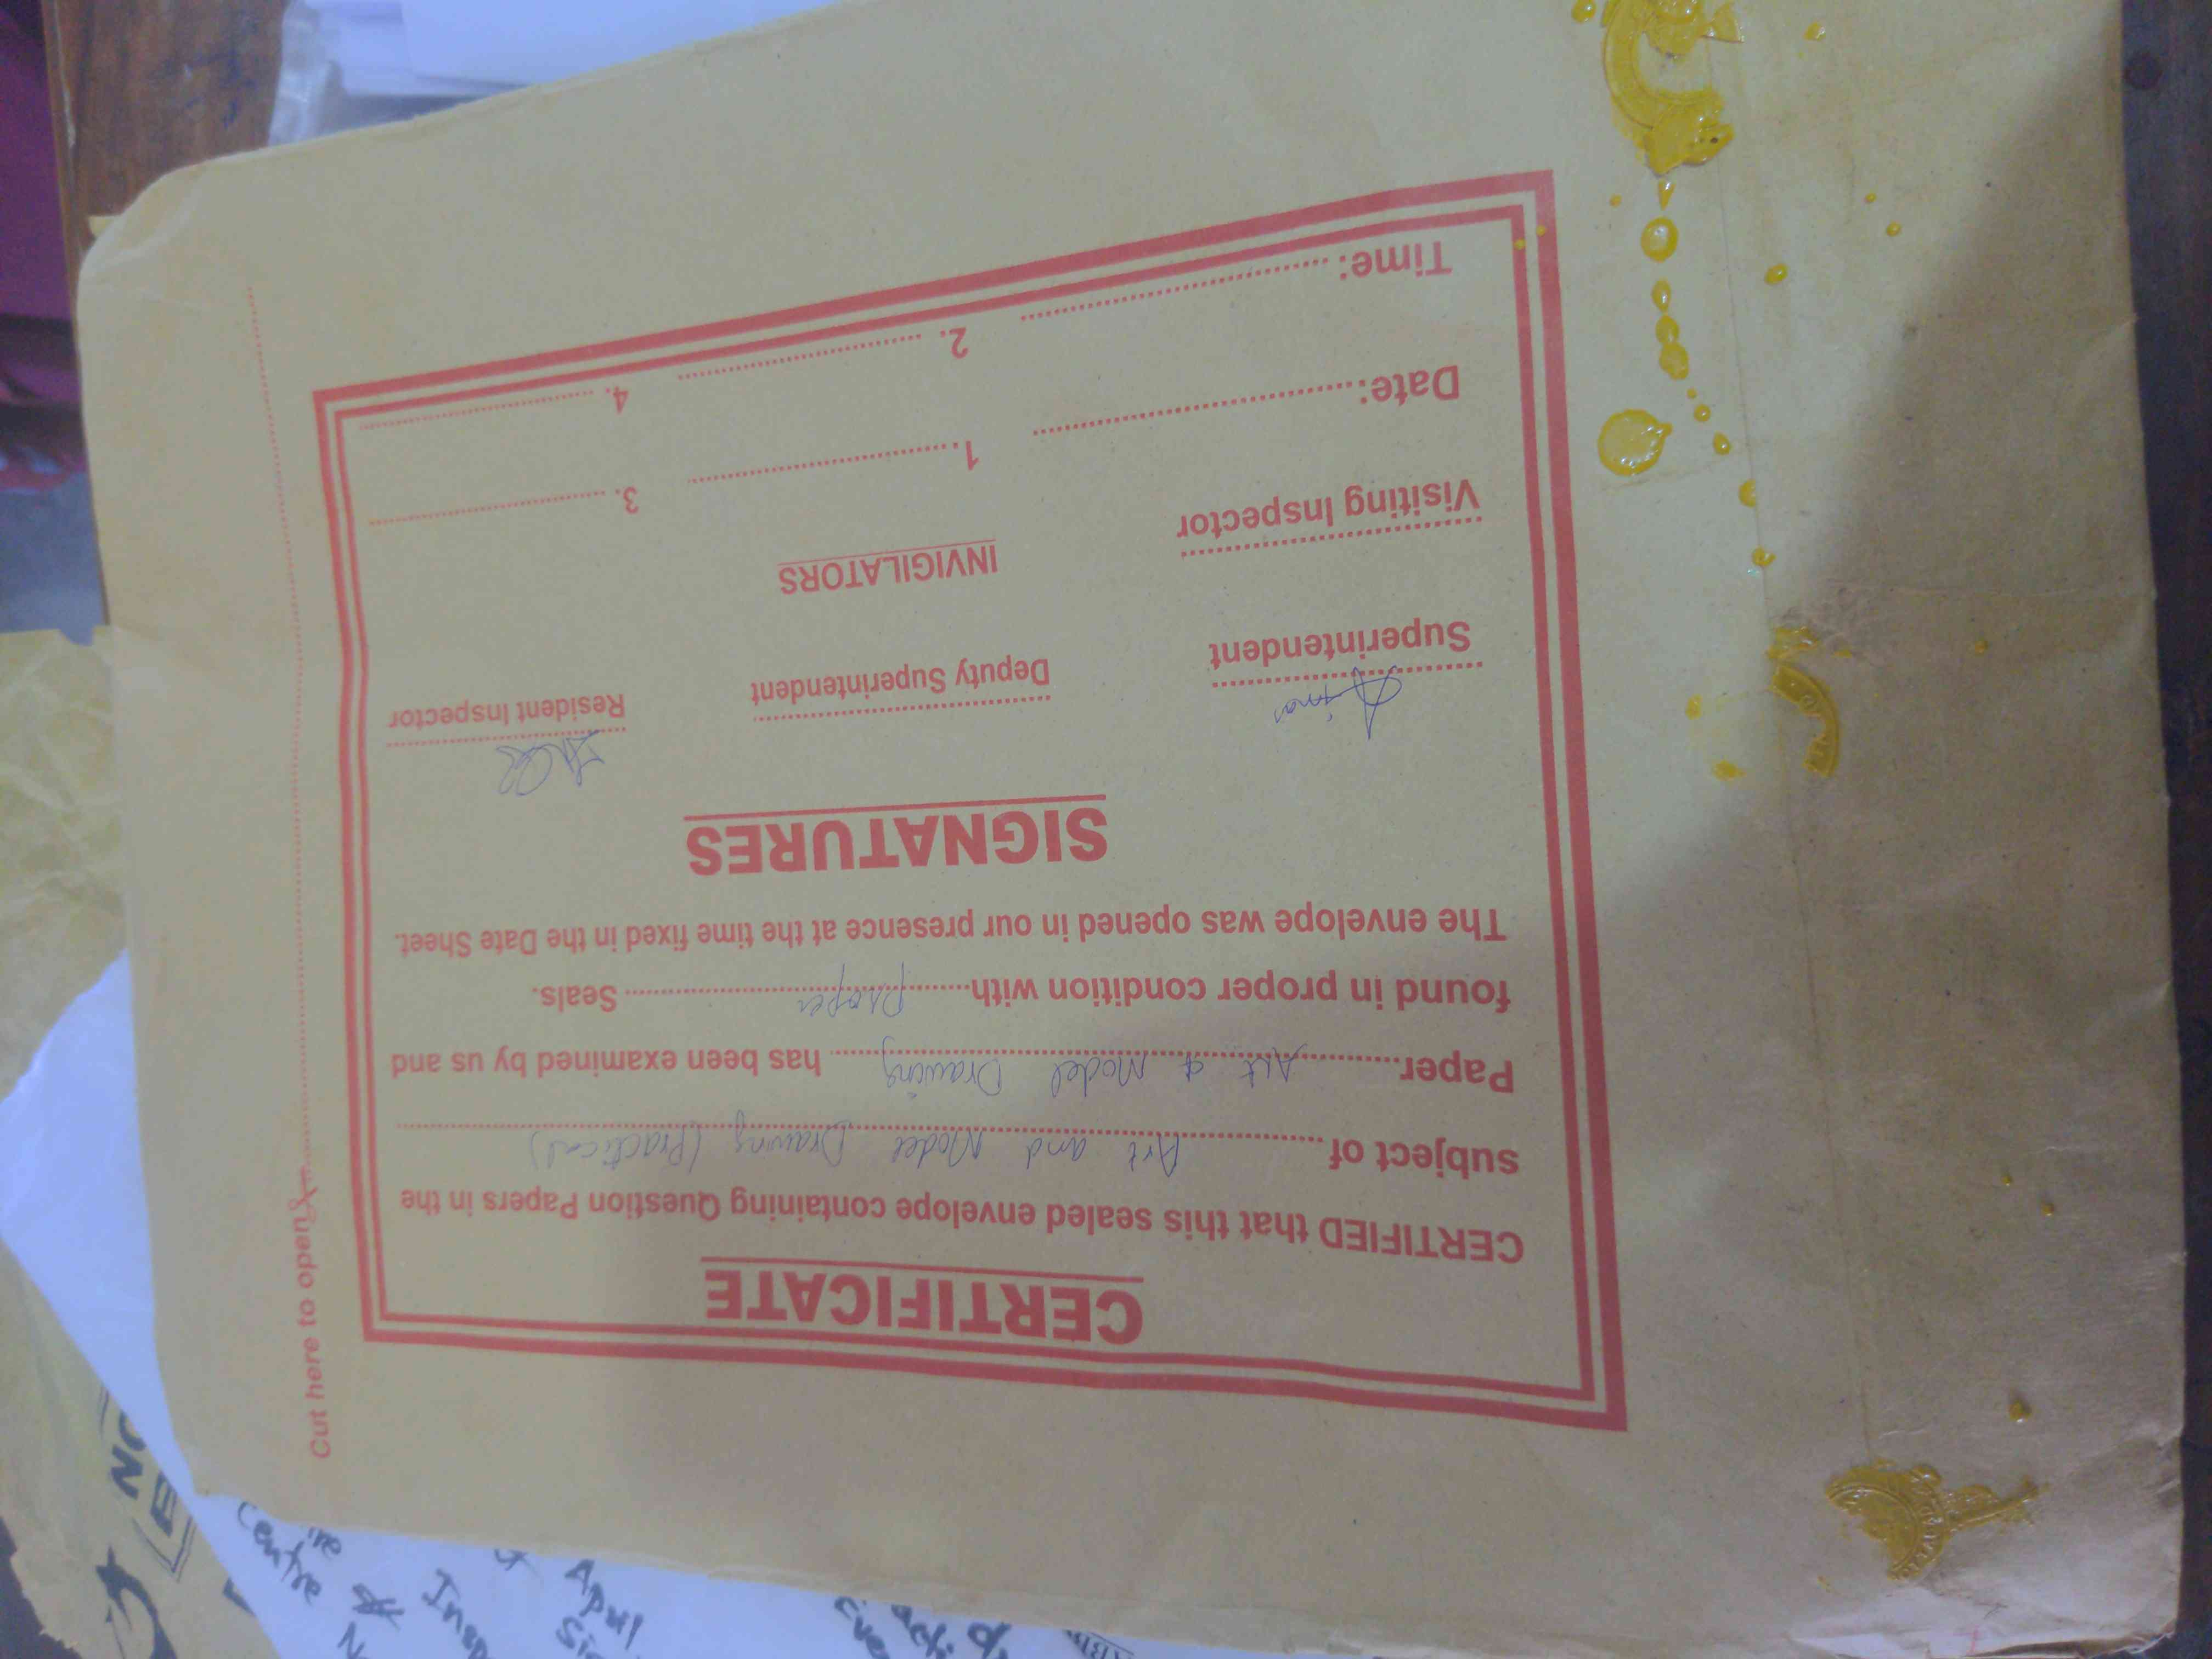 CERTIFICATE
CERTIFIED that this sealed envelope containing Question Papers in the
subject of Art and Model Drawing (Practical)
Paper Art & Model Drawing has been examined by us and
found in proper condition with proper Seals.
The envelope was opened in our presence at the time fixed in the Date Sheet.
SIGNATURES
Superintendent
Deputy Superintendent
Resident Inspector
Visiting Inspector
INVIGILATORS
Date:
1.
3.
Time:
2.
4.
Cut here to open
Centre